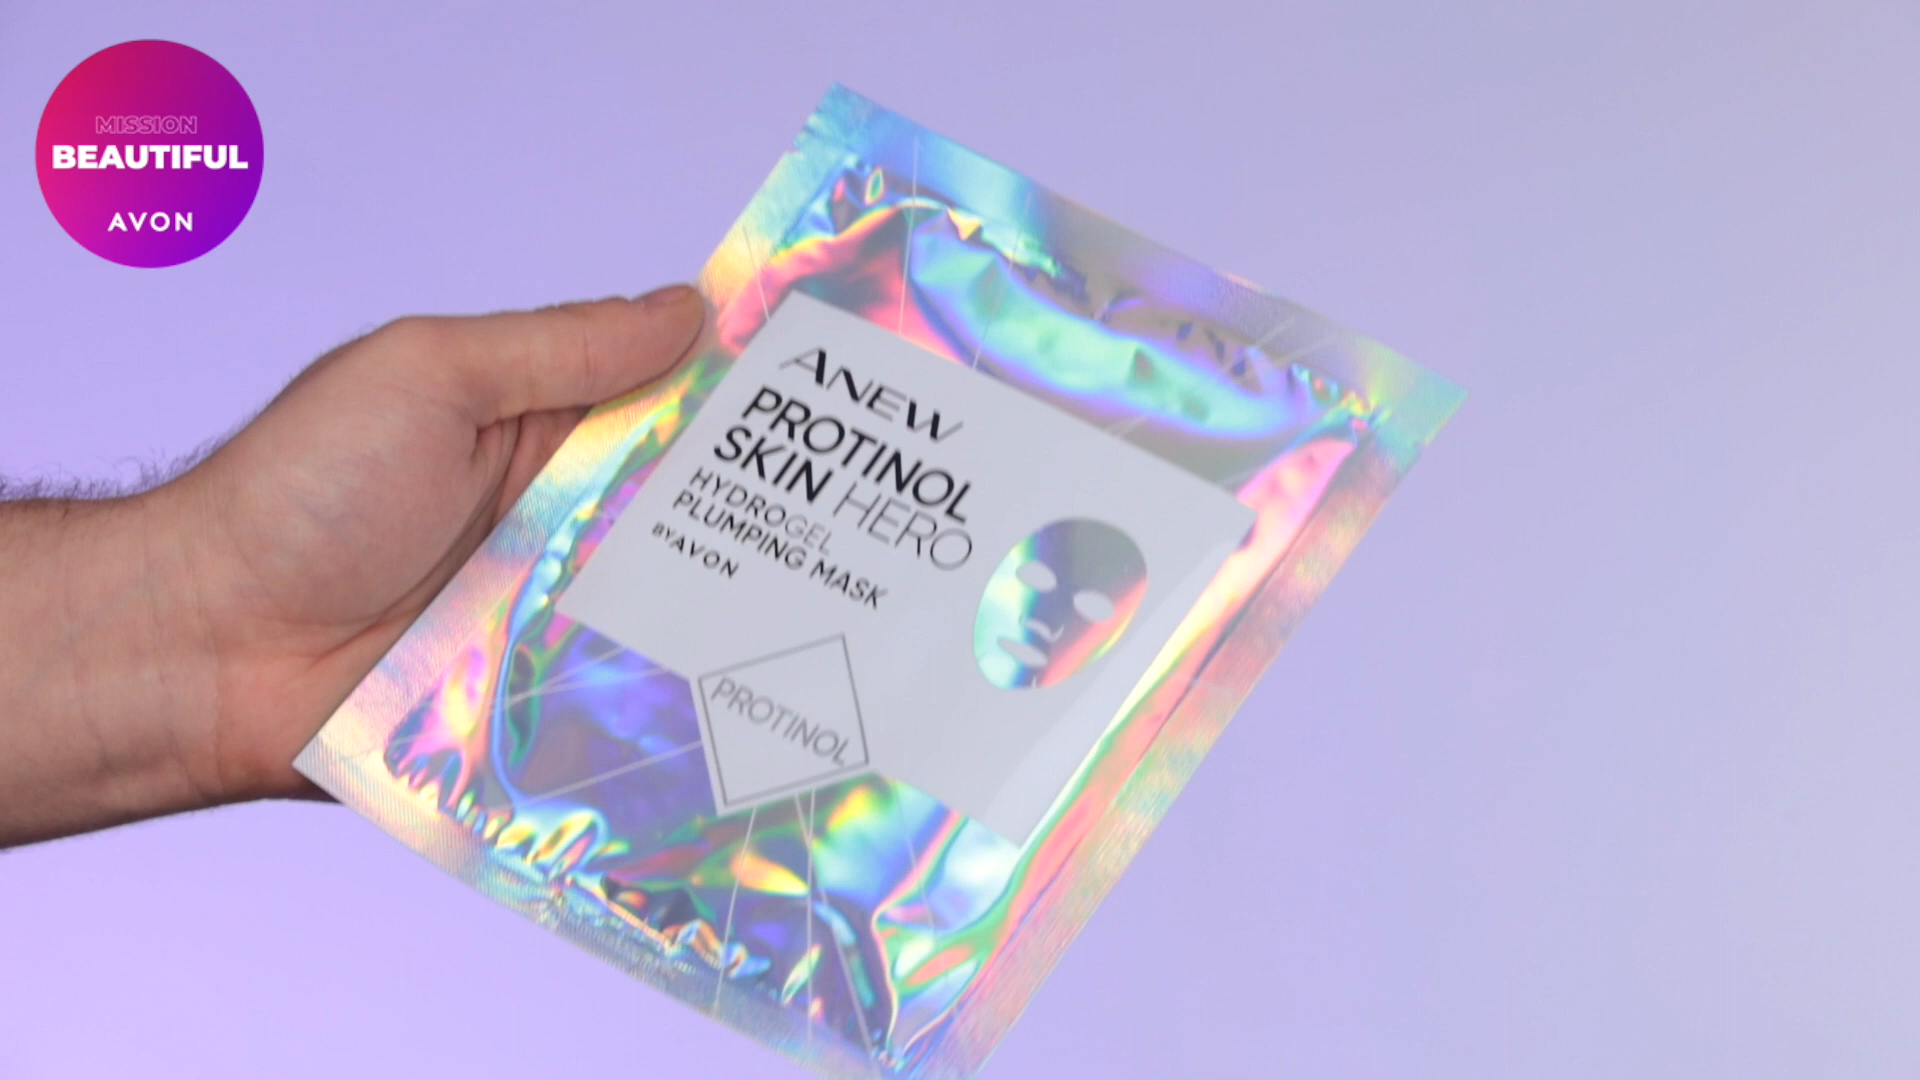 MISSION
BEAUTIFUL
AVON
ANEW
PROTINOL
SKIN HERO
HYDROGEL
PLUMPING MASK
BY AVON
PROTINOL